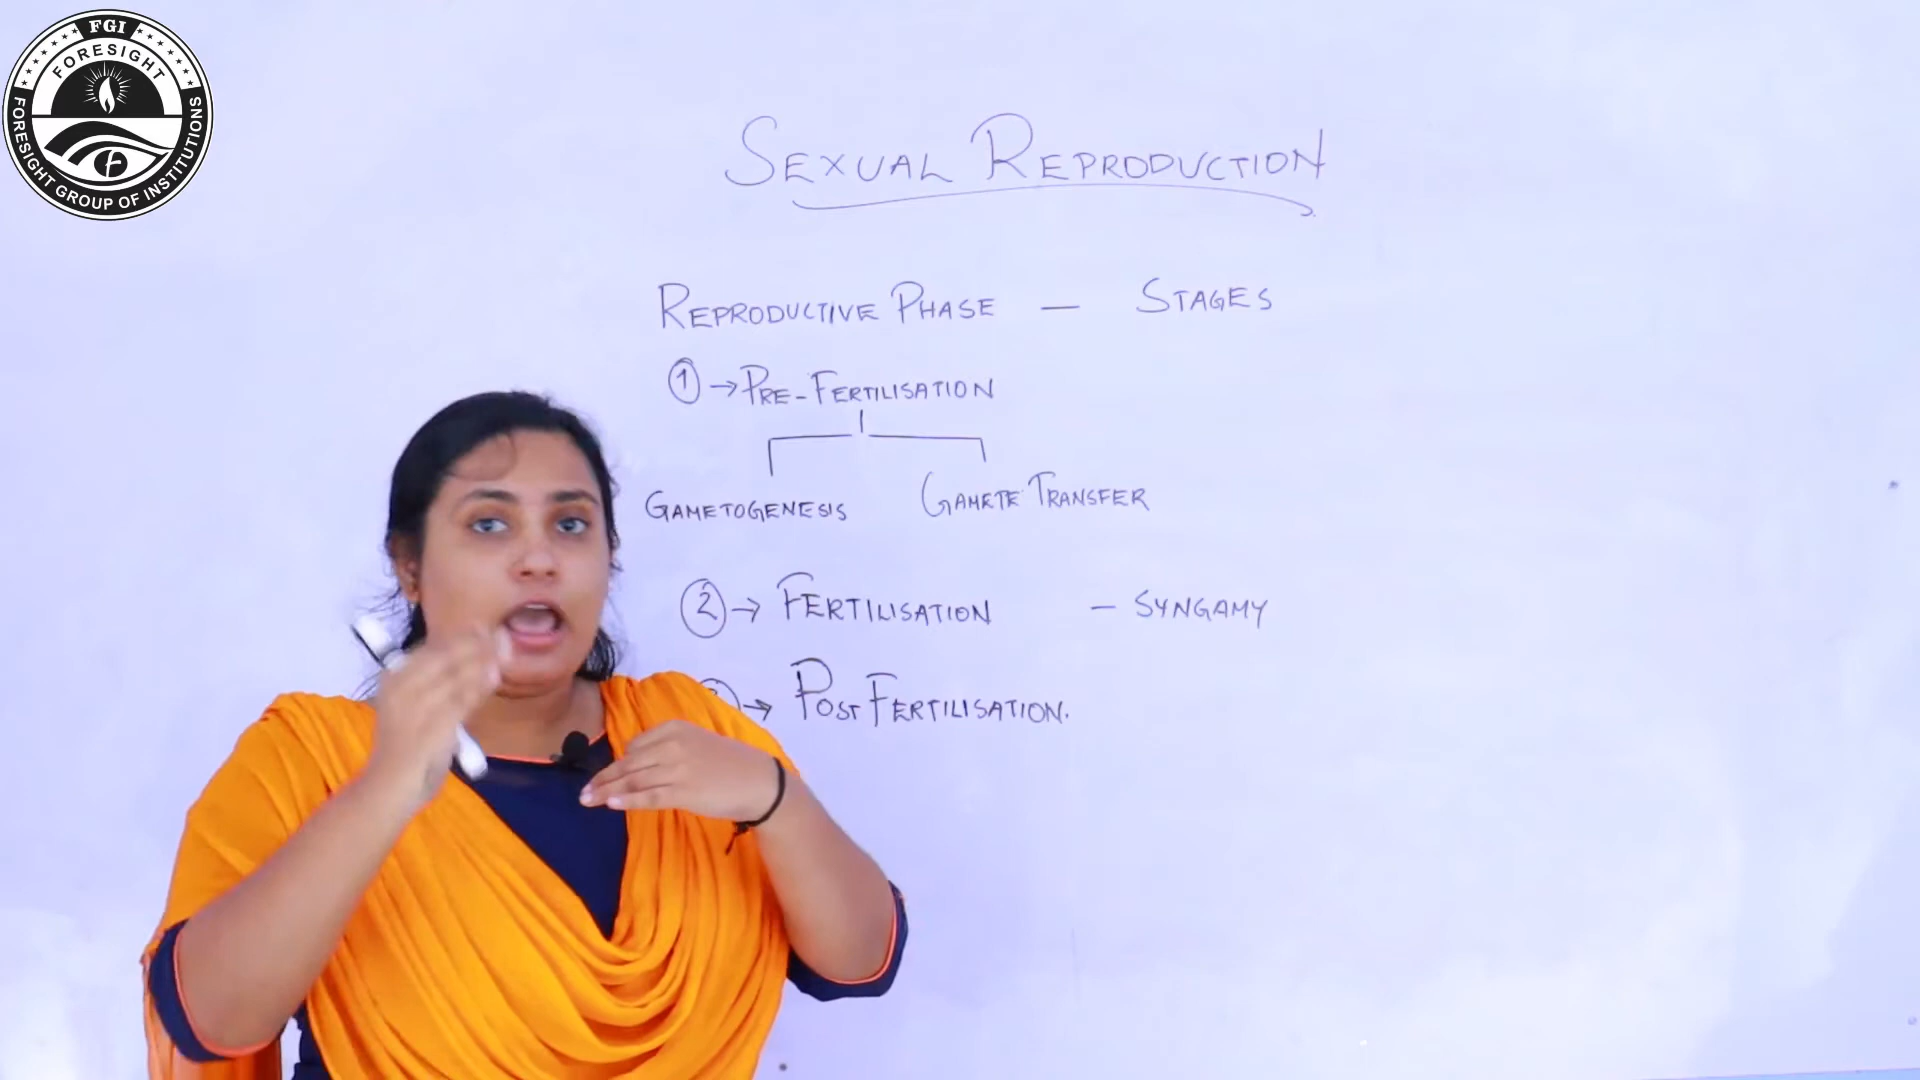 FGI
FORESIGHT
FORESIGHT GROUP OF INSTITUTIONS
SEXUAL REPRODUCTION
REPRODUCTIVE PHASE — STAGES
① → PRE-FERTILISATION
GAMETOGENESIS GAMETE TRANSFER
② → FERTILISATION – SYNGAMY
→ POST FERTILISATION.